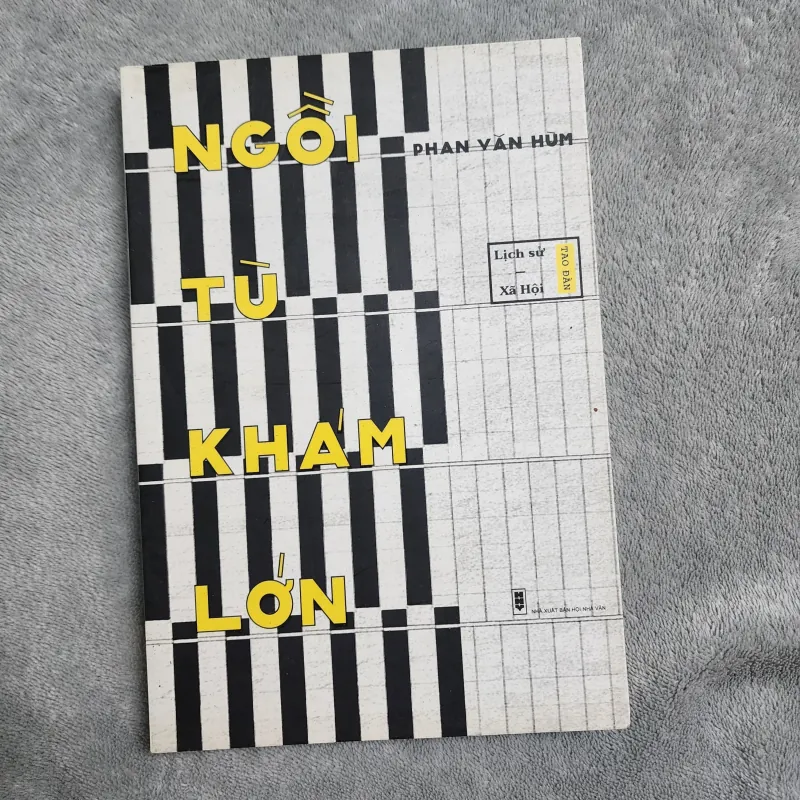 NGỒI
PHAN VĂN HÙM
Lịch sử
–
Xã Hội
TAO ĐÀN
TÙ
KHÁM
LỚN
NHÀ XUẤT BẢN HỘI NHÀ VĂN